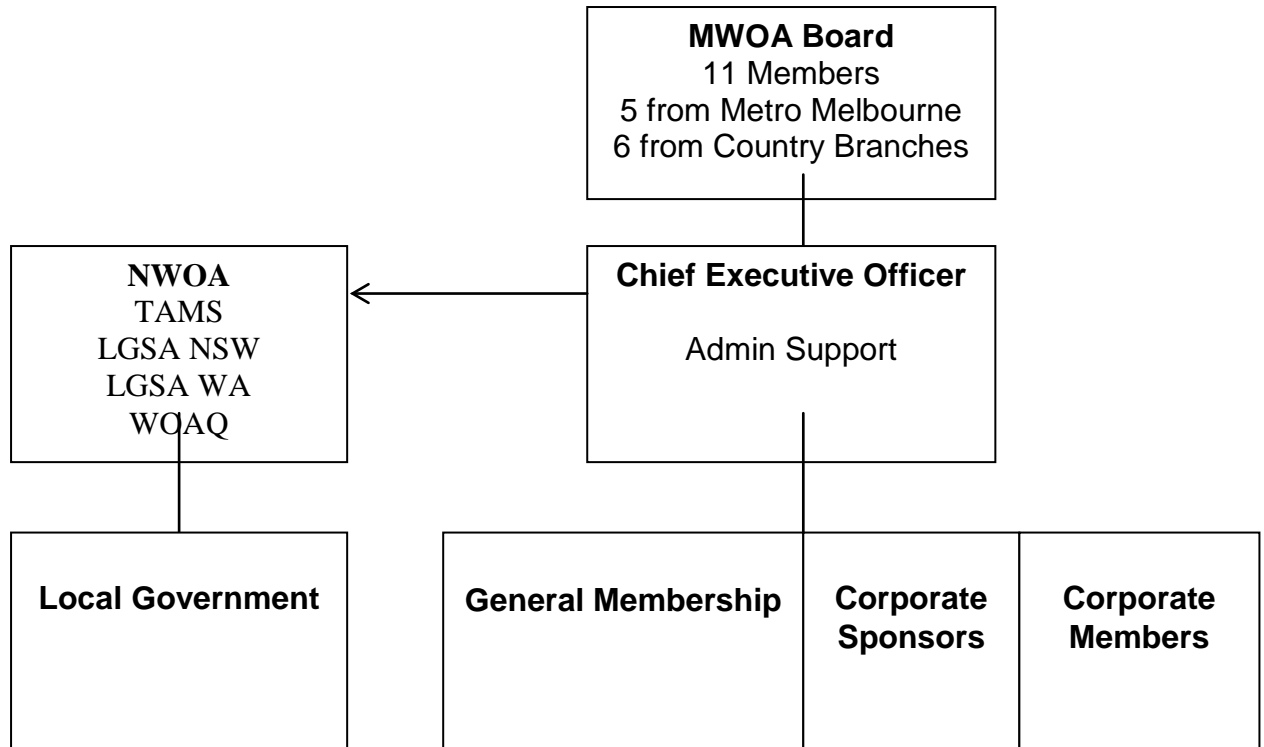 MWOA Board
11 Members
5 from Metro Melbourne
6 from Country Branches
NWOA
TAMS
LGSA NSW
LGSA WA
WOAQ
Chief Executive Officer
Admin Support
Local Government
General Membership
Corporate
Sponsors
Corporate
Members